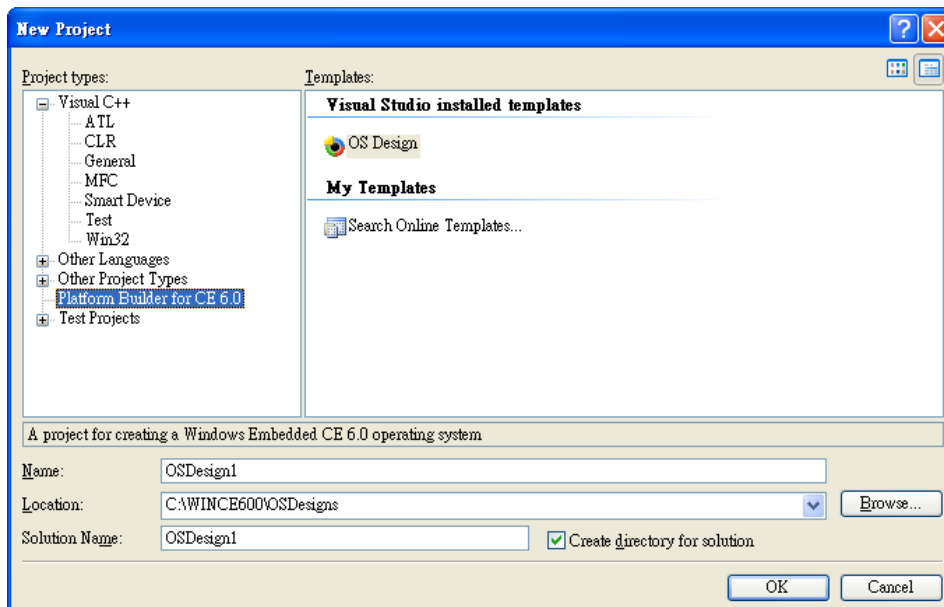 New Project
Project types:
Templates:
Visual C++
ATL
CLR
General
MFC
Smart Device
Test
Win32
Other Languages
Other Project Types
Platform Builder for CE 6.0
Test Projects
Visual Studio installed templates
OS Design
My Templates
Search Online Templates...
A project for creating a Windows Embedded CE 6.0 operating system
Name:
OSDesign1
Location:
C:\WINCE600\OSDesigns
Browse...
Solution Name:
OSDesign1
Create directory for solution
OK
Cancel